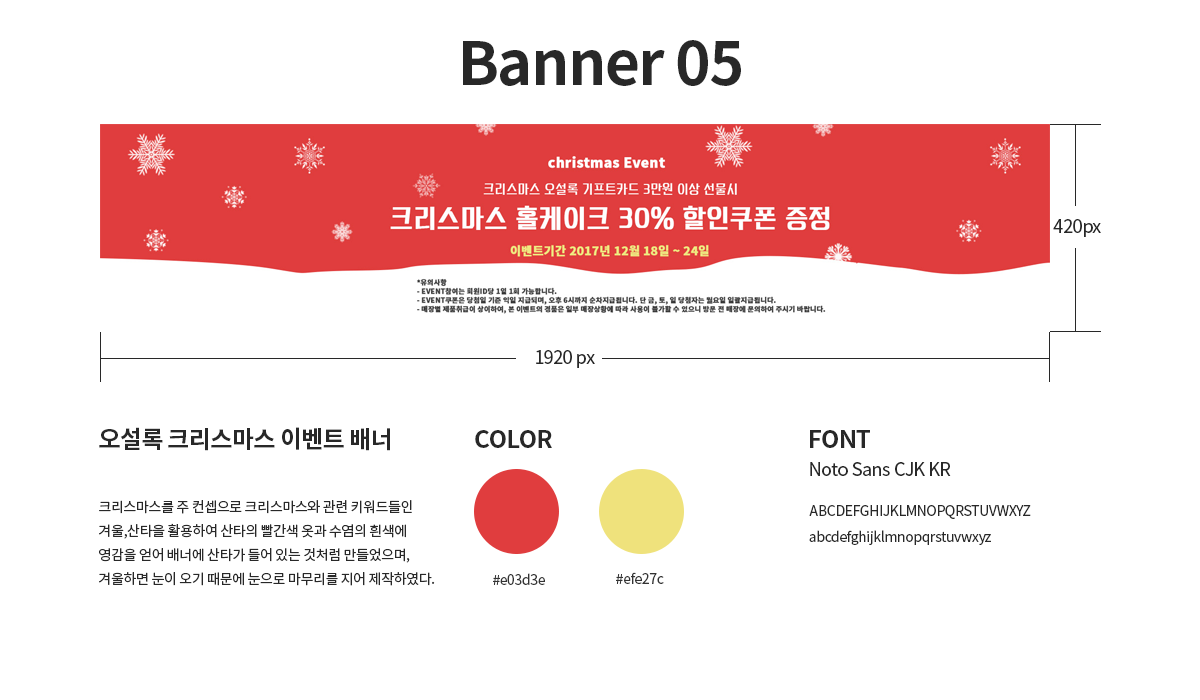 Banner 05
christmas Event
크리스마스 오설록 기프트카드 3만원 이상 선물시
크리스마스 홀케이크 30% 할인쿠폰 증정
이벤트기간 2017년 12월 18일 ~ 24일
*유의사항
- EVENT참여는 회원ID당 1일 1회 가능합니다.
- EVENT쿠폰은 당첨일 기준 익일 지급되며, 오후 6시까지 순차지급됩니다. 단 금, 토, 일 당첨자는 월요일 일괄지급됩니다.
- 매장별 제품취급이 상이하여, 본 이벤트의 경품은 일부 매장상황에 따라 사용이 불가할 수 있으니 방문 전 매장에 문의하여 주시기 바랍니다.
420px
1920 px
오설록 크리스마스 이벤트 배너
크리스마스를 주 컨셉으로 크리스마스와 관련 키워드들인
겨울,산타을 활용하여 산타의 빨간색 옷과 수염의 흰색에
영감을 얻어 배너에 산타가 들어 있는 것처럼 만들었으며,
겨울하면 눈이 오기 때문에 눈으로 마무리를 지어 제작하였다.
COLOR
#e03d3e
#efe27c
FONT
Noto Sans CJK KR
ABCDEFGHIJKLMNOPQRSTUVWXYZ
abcdefghijklmnopqrstuvwxyz